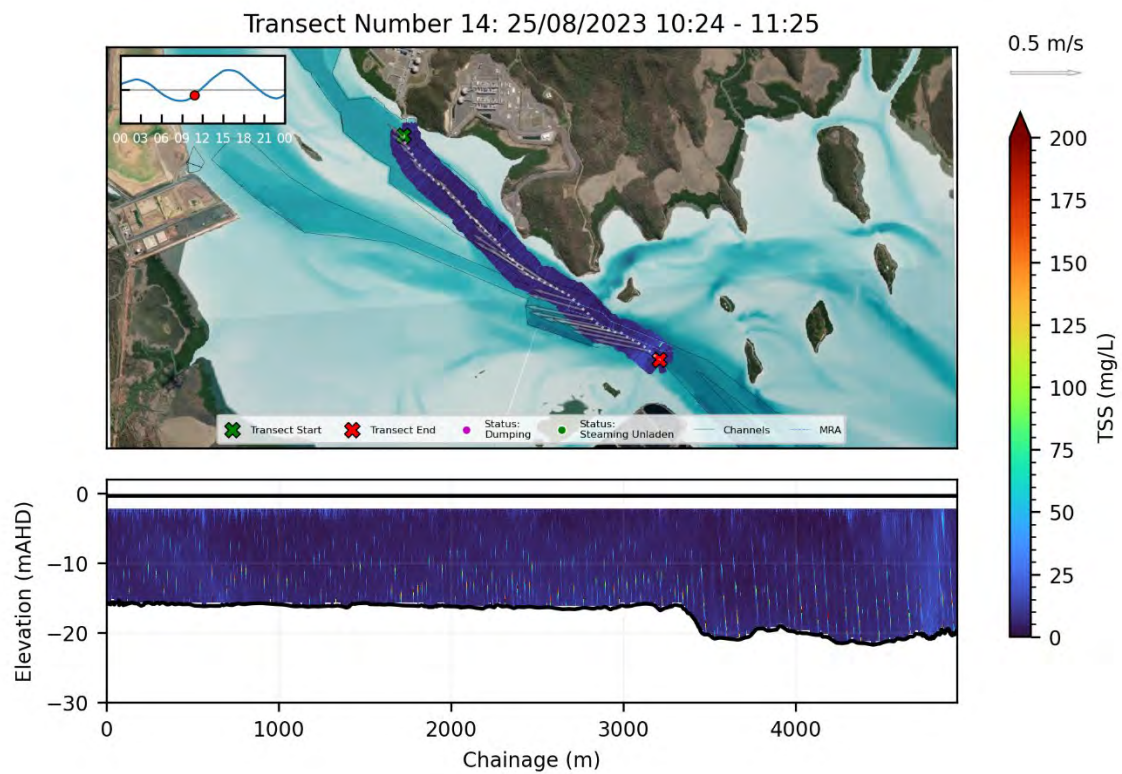 Transect Number 14: 25/08/2023 10:24 - 11:25
0.5 m/s
00 03 06 09 12 15 18 21 00
Transect Start
Transect End
Status:
Dumping
Status:
Steaming Unladen
Channels
MRA
200
175
150
125
100
75
50
25
0
TSS (mg/L)
Elevation (mAHD)
0
−10
−20
−30
0
1000
2000
3000
4000
Chainage (m)